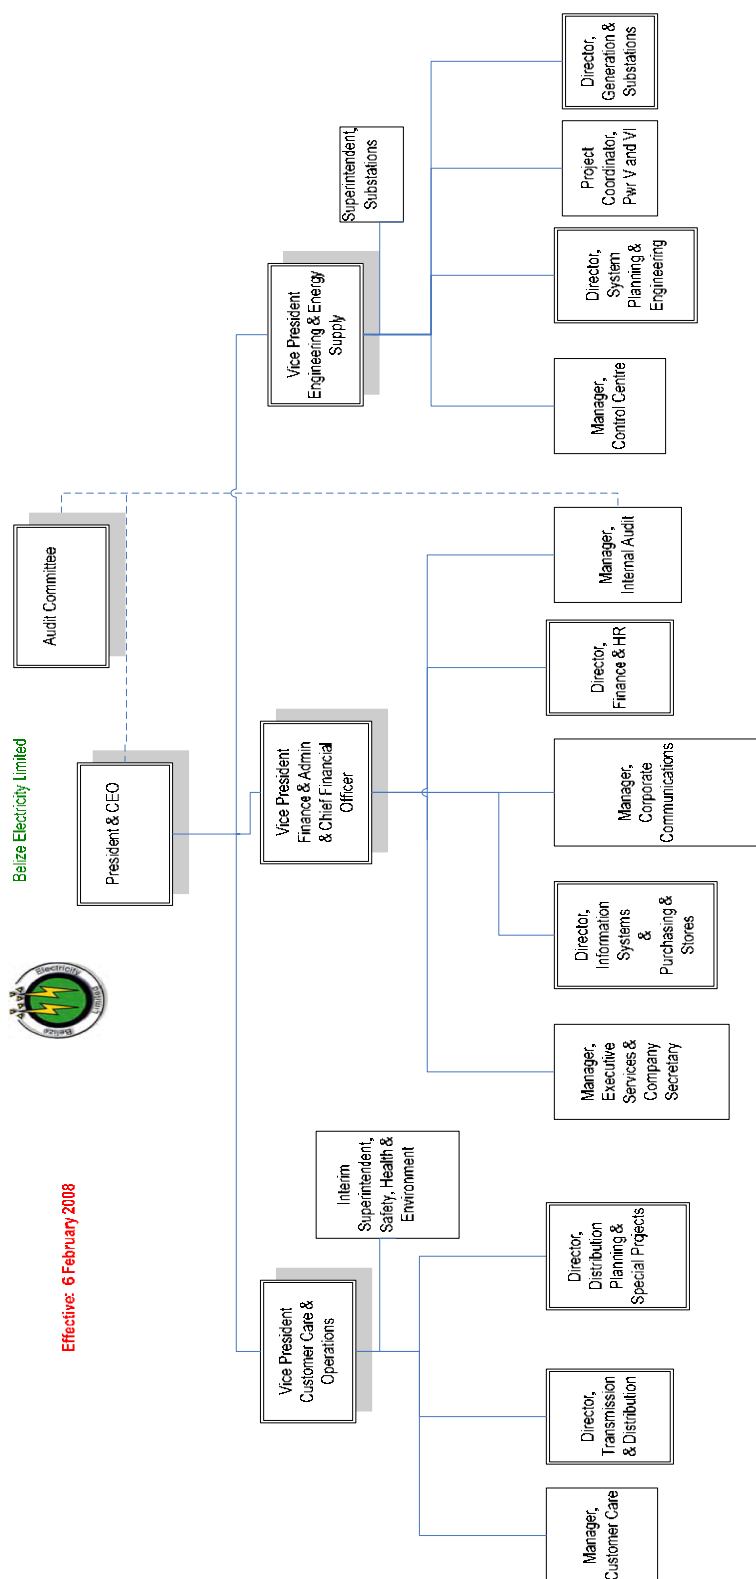 Belize Electricity Limited
Belize Electricity Limited
Effective: 6 February 2008
Audit Committee
President & CEO
Vice President
Customer Care &
Operations
Vice President
Finance & Admin
& Chief Financial
Officer
Vice President
Engineering & Energy
Supply
Interim
Superintendent,
Safety, Health &
Environment
Superintendent,
Substations
Manager,
Customer Care
Director,
Transmission
& Distribution
Director,
Distribution
Planning &
Special Projects
Manager,
Executive
Services &
Company
Secretary
Director,
Information
Systems
&
Purchasing &
Stores
Manager,
Corporate
Communications
Director,
Finance & HR
Manager,
Internal Audit
Manager,
Control Centre
Director,
System
Planning &
Engineering
Project
Coordinator,
Pwr V and VI
Director,
Generation &
Substations